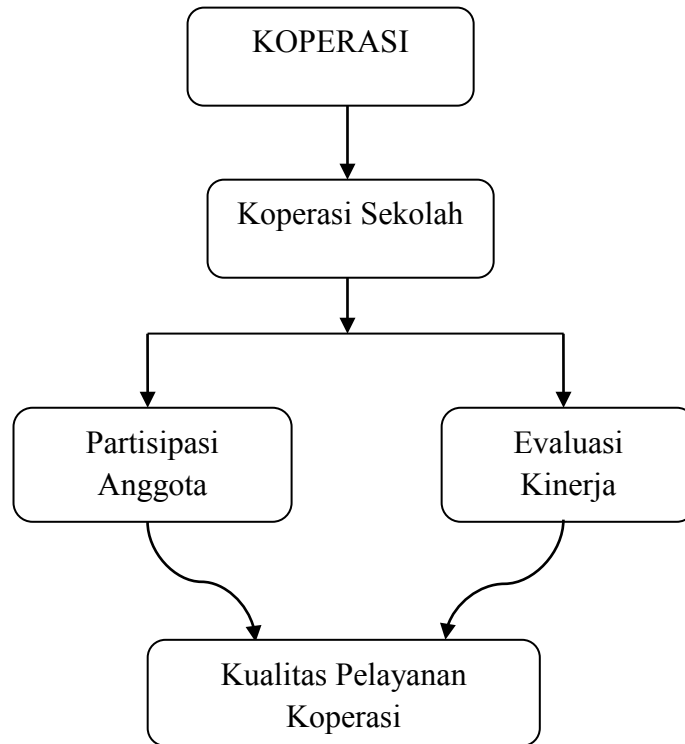 KOPERASI
Koperasi Sekolah
Partisipasi
Anggota
Evaluasi
Kinerja
Kualitas Pelayanan
Koperasi